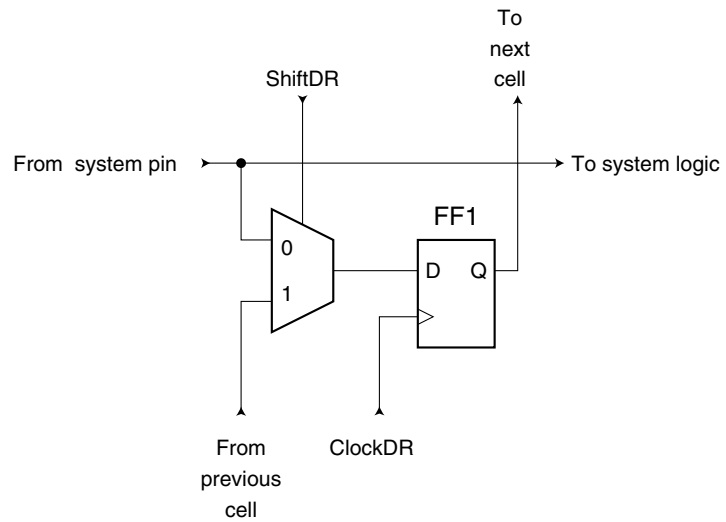 To
next
cell
ShiftDR
From system pin
To system logic
FF1
0
D Q
1
From
previous
cell
ClockDR